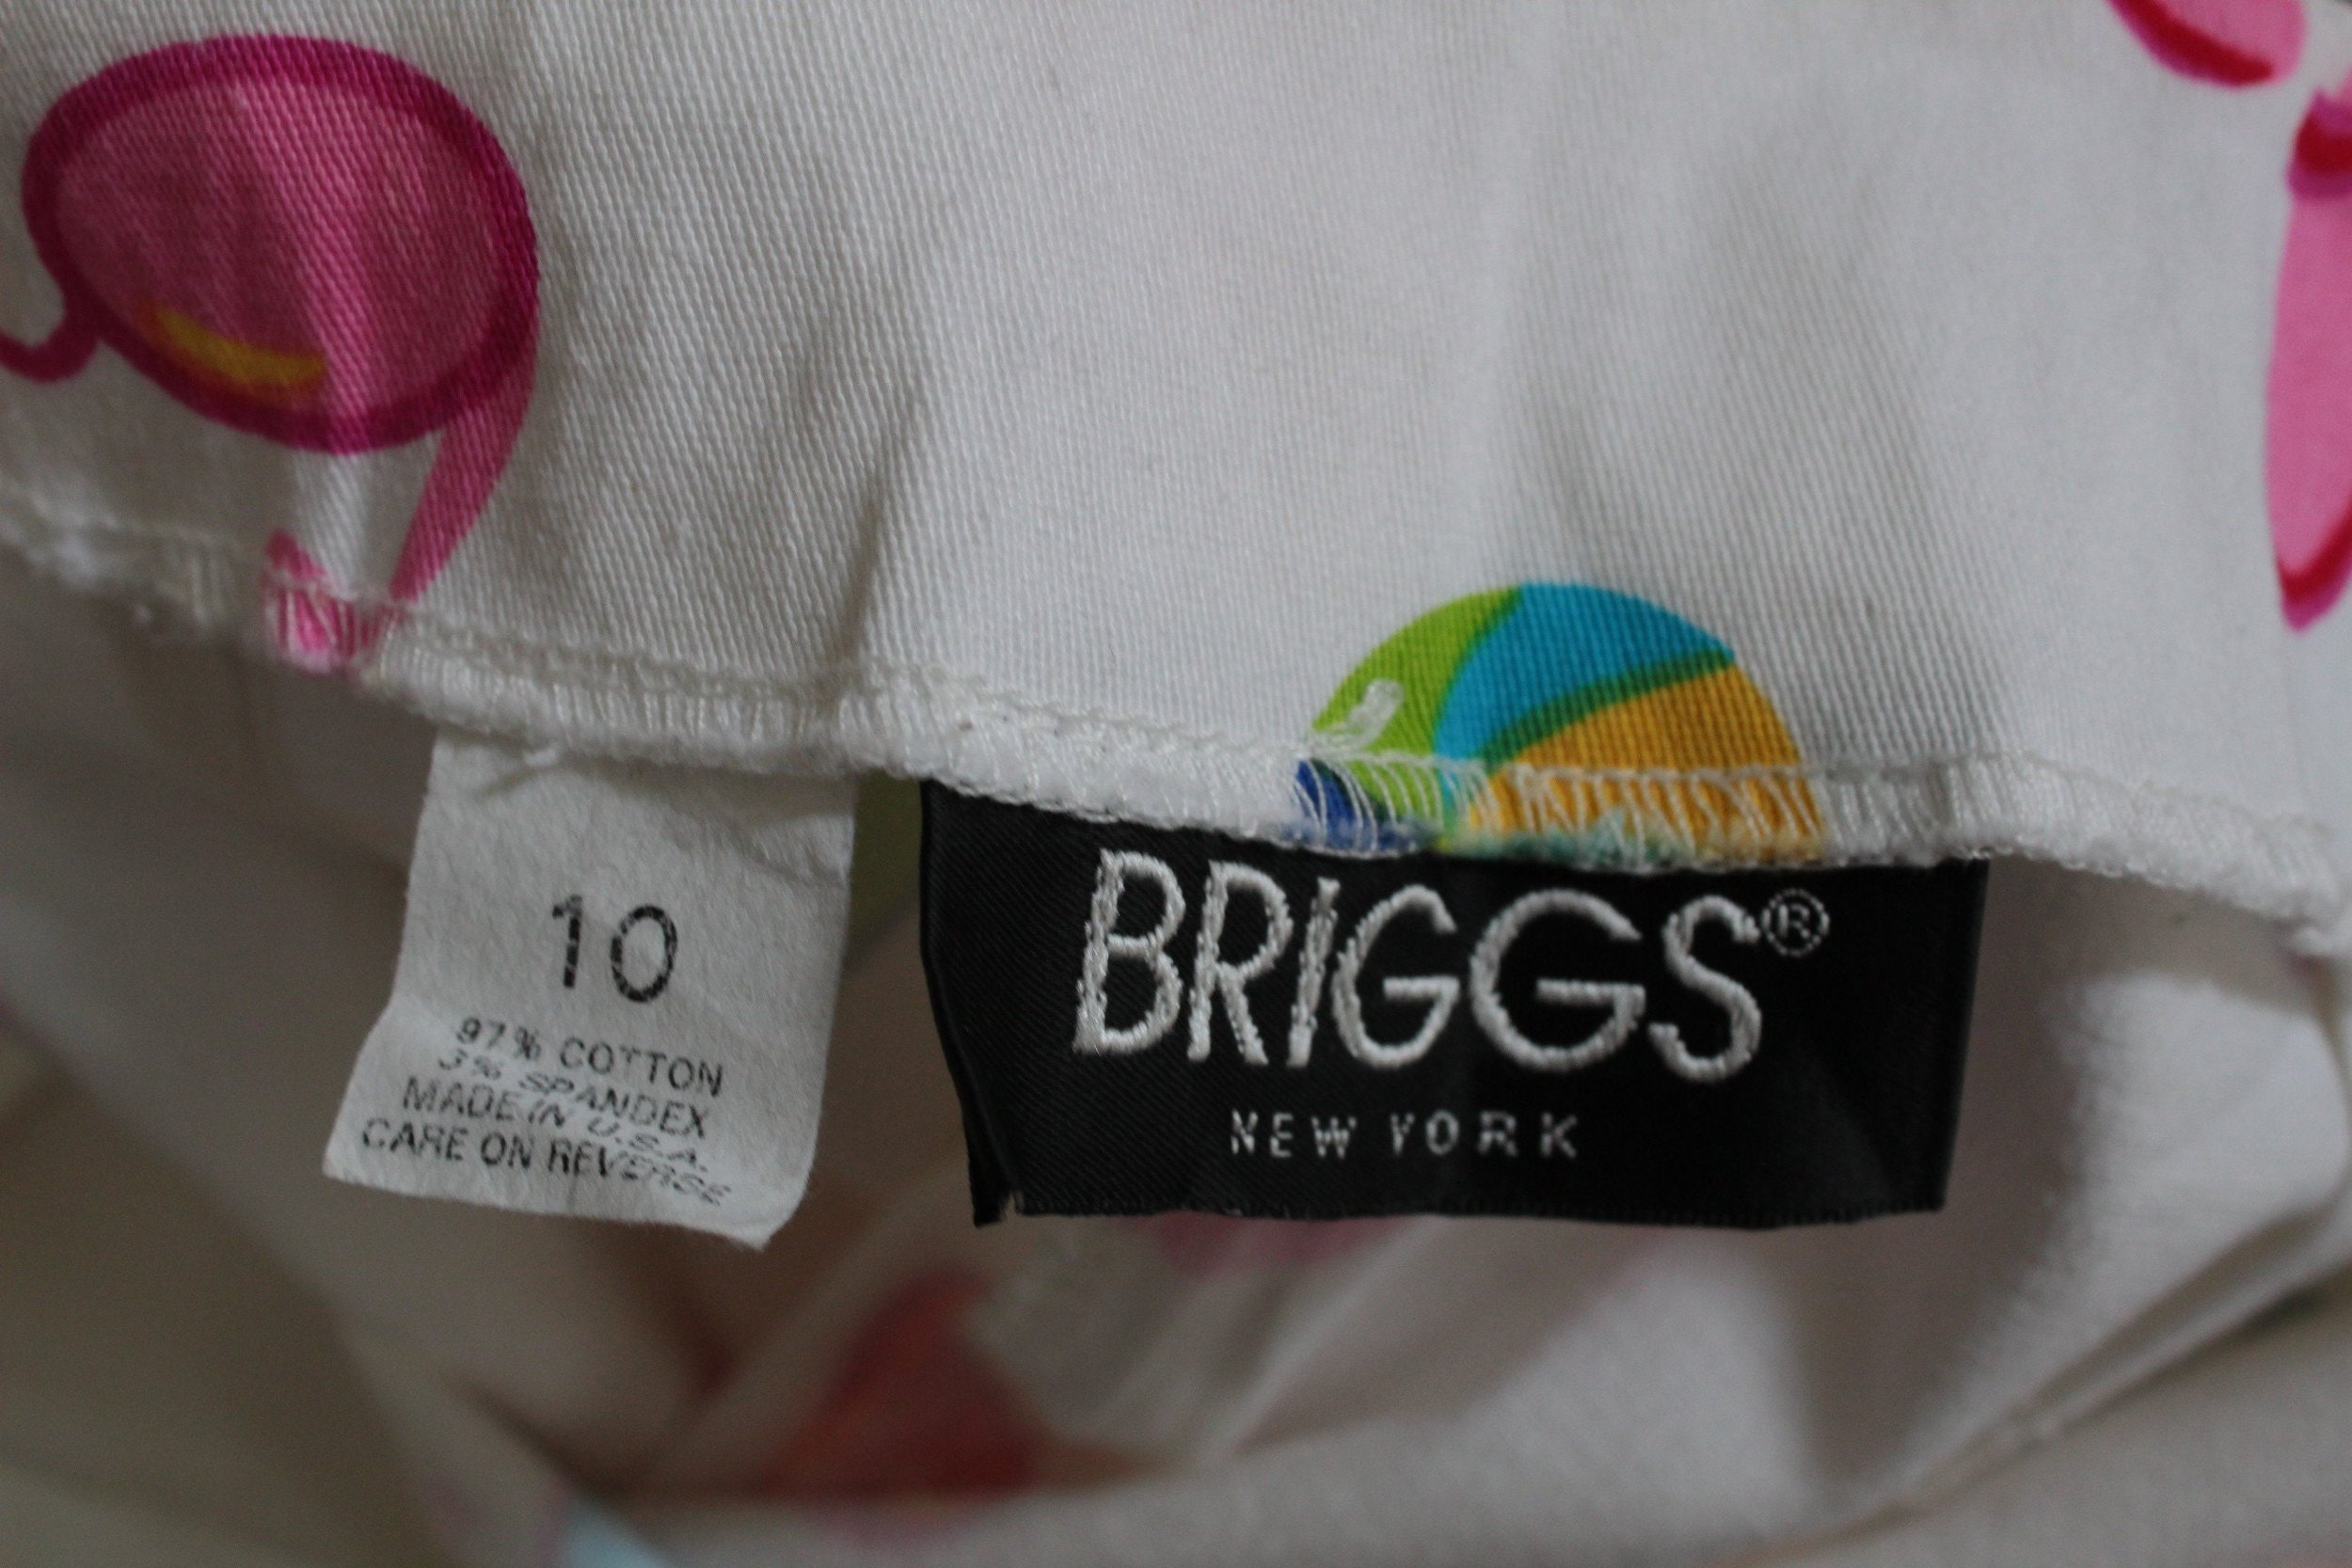 10
97% COTTON
3% SPANDEX
MADE IN U.S.A.
CARE ON REVERSE
BRIGGS®
NEW YORK